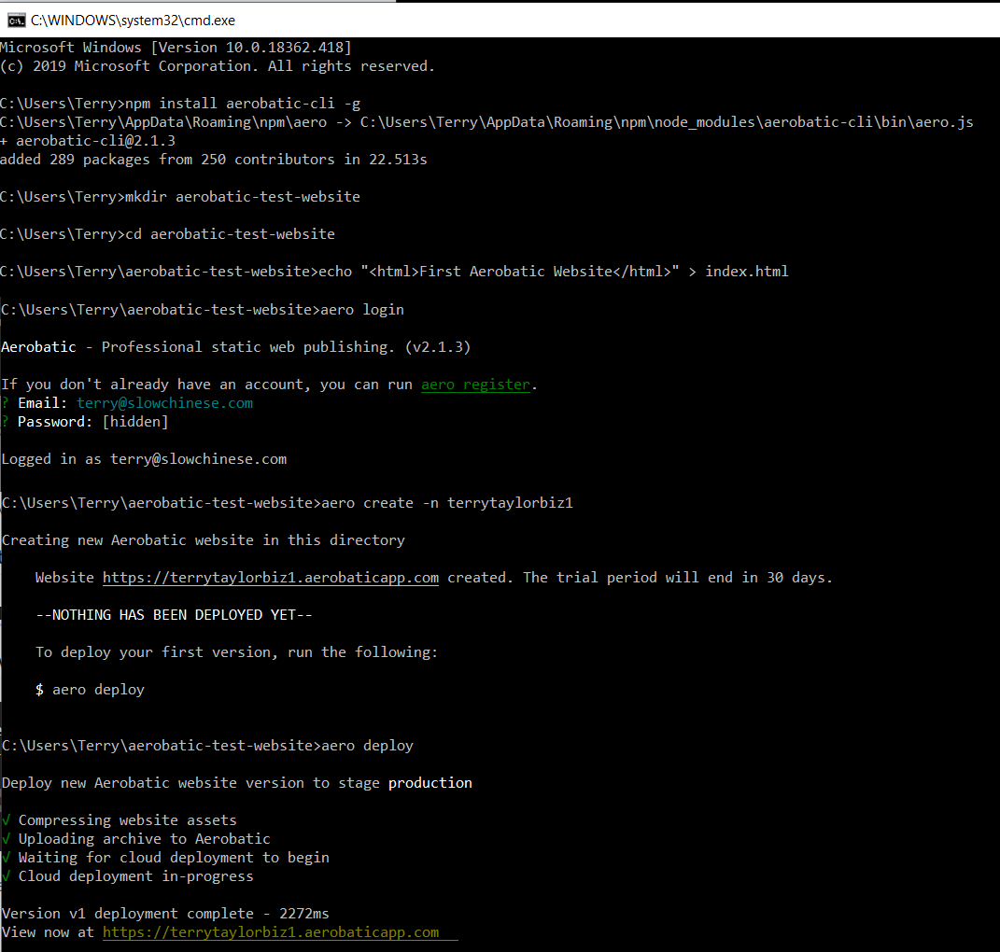 C:\WINDOWS\system32\cmd.exe
Microsoft Windows [Version 10.0.18362.418]
(c) 2019 Microsoft Corporation. All rights reserved.
C:\Users\Terry>npm install aerobatic-cli -g
C:\Users\Terry\AppData\Roaming\npm\aero -> C:\Users\Terry\AppData\Roaming\npm\node_modules\aerobatic-cli\bin\aero.js
+ aerobatic-cli@2.1.3
added 289 packages from 250 contributors in 22.513s
C:\Users\Terry>mkdir aerobatic-test-website
C:\Users\Terry>cd aerobatic-test-website
C:\Users\Terry\aerobatic-test-website>echo "<html>First Aerobatic Website</html>" > index.html
C:\Users\Terry\aerobatic-test-website>aero login
Aerobatic - Professional static web publishing. (v2.1.3)
If you don't already have an account, you can run aero register.
? Email: terry@slowchinese.com
? Password: [hidden]
Logged in as terry@slowchinese.com
C:\Users\Terry\aerobatic-test-website>aero create -n terrytaylorbiz1
Creating new Aerobatic website in this directory
Website https://terrytaylorbiz1.aerobaticapp.com created. The trial period will end in 30 days.
--NOTHING HAS BEEN DEPLOYED YET--
To deploy your first version, run the following:
$ aero deploy
C:\Users\Terry\aerobatic-test-website>aero deploy
Deploy new Aerobatic website version to stage production
√ Compressing website assets
√ Uploading archive to Aerobatic
√ Waiting for cloud deployment to begin
√ Cloud deployment in-progress
Version v1 deployment complete - 2272ms
View now at https://terrytaylorbiz1.aerobaticapp.com